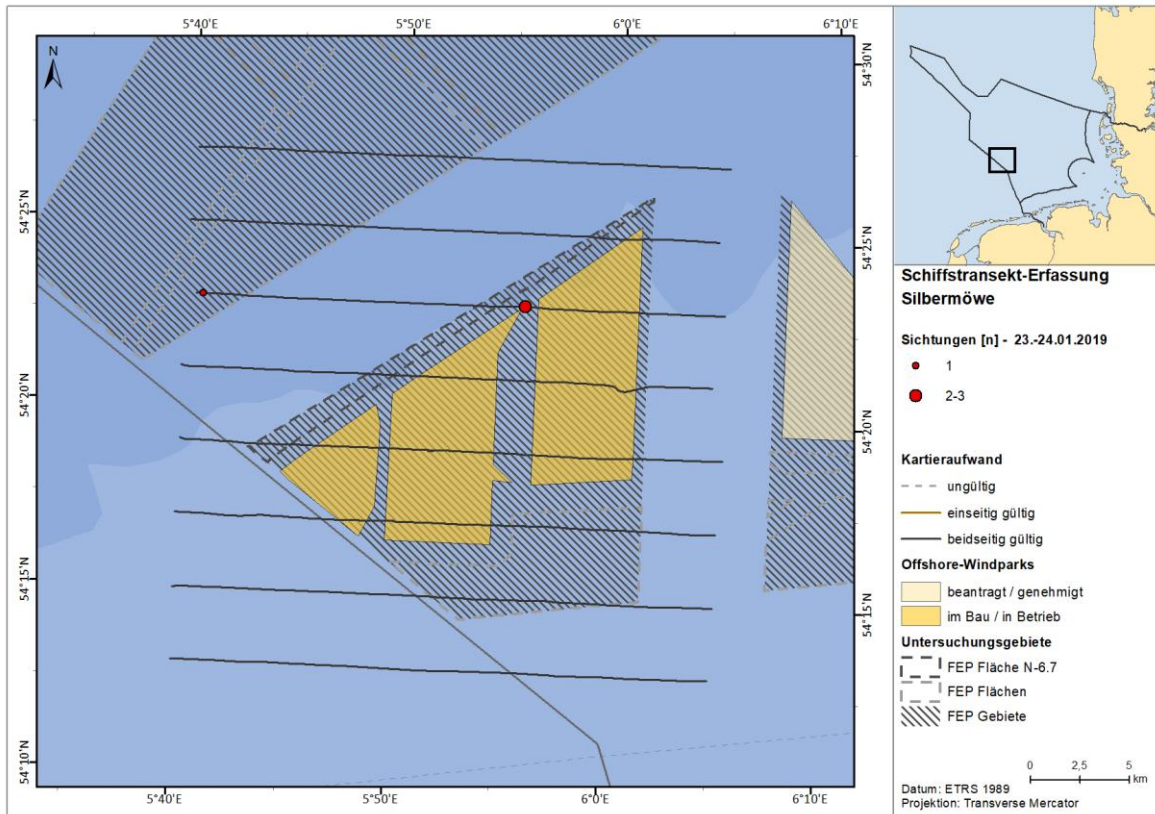 5°40'E
5°50'E
6°0'E
6°10'E
N
54°30'N
54°25'N
54°25'N
54°20'N
54°20'N
54°15'N
54°15'N
54°10'N
5°40'E
5°50'E
6°0'E
6°10'E
Schiffstransekt-Erfassung
Silbermöwe
Sichtungen [n] - 23.-24.01.2019
1
2-3
Kartieraufwand
ungültig
einseitig gültig
beidseitig gültig
Offshore-Windparks
beantragt / genehmigt
im Bau / in Betrieb
Untersuchungsgebiete
FEP Fläche N-6.7
FEP Flächen
FEP Gebiete
0 2,5 5
km
Datum: ETRS 1989
Projektion: Transverse Mercator